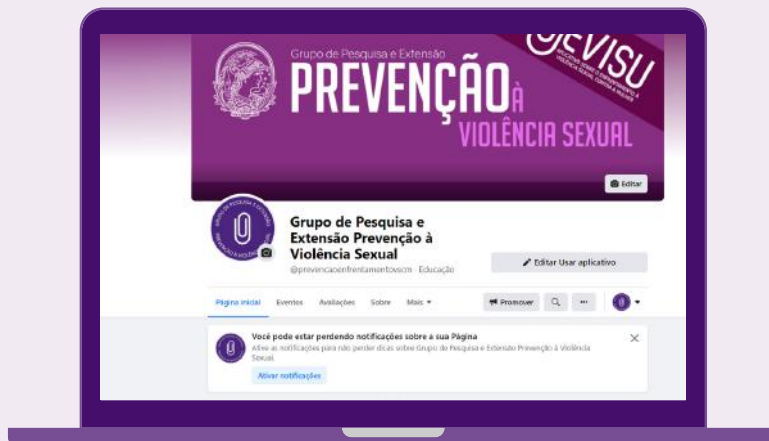 Grupo de Pesquisa e Extensão
PREVENÇÃO À
VIOLÊNCIA SEXUAL
EVISU
Editar
Grupo de Pesquisa e
Extensão Prevenção à
Violência Sexual
@prevencaoenfrentamentovscm · Educação
Editar Usar aplicativo
Página inicial Eventos Avaliações Sobre Mais
Promover
Você pode estar perdendo notificações sobre a sua Página
Ative as notificações para não perder dicas sobre Grupo de Pesquisa e Extensão Prevenção à Violência
Sexual.
Ativar notificações